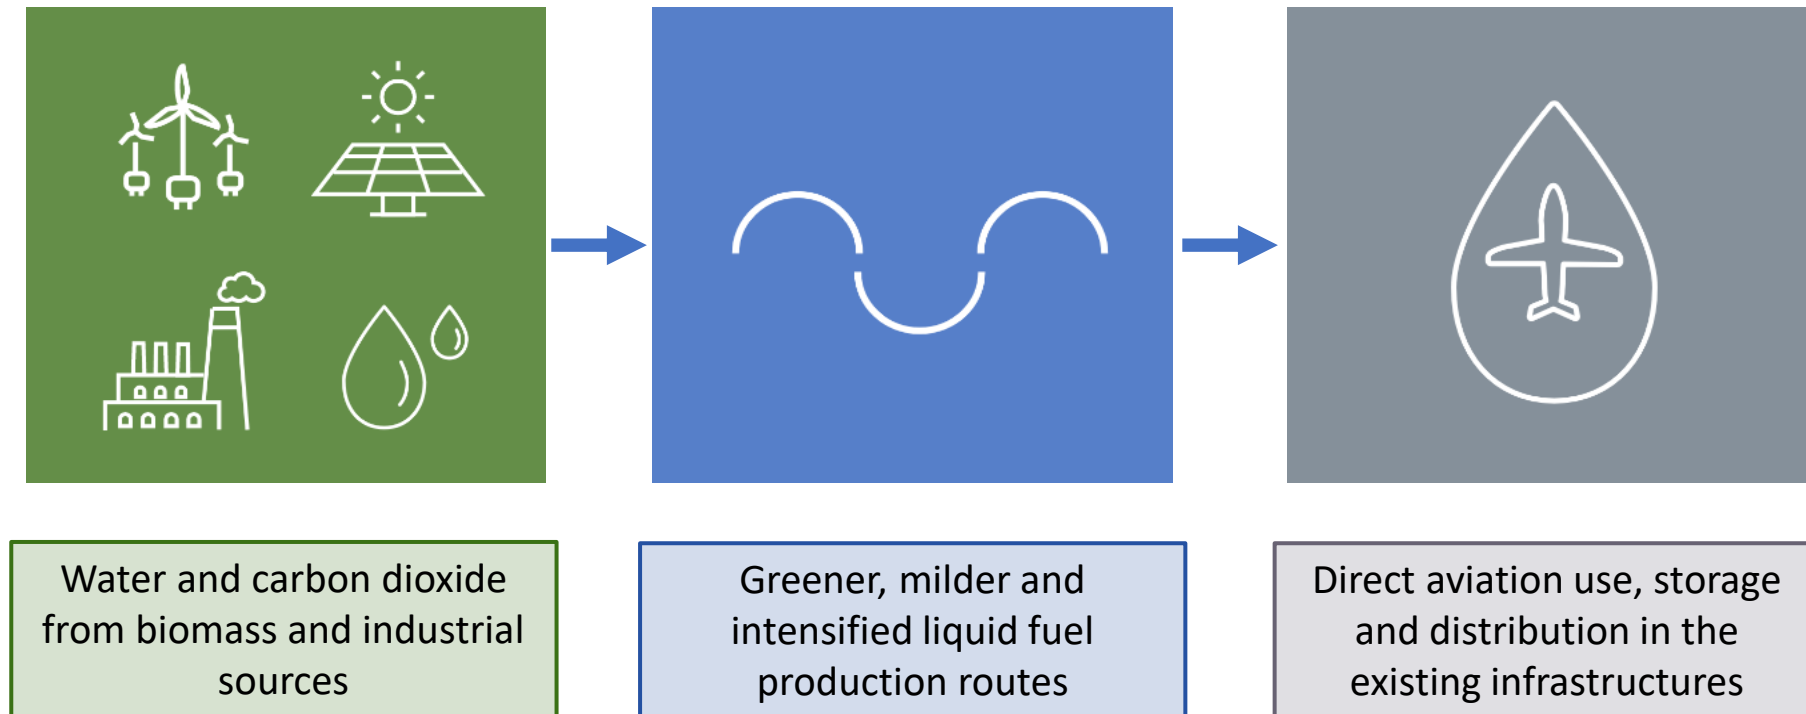 Water and carbon dioxide
from biomass and industrial
sources
Greener, milder and
intensified liquid fuel
production routes
Direct aviation use, storage
and distribution in the
existing infrastructures